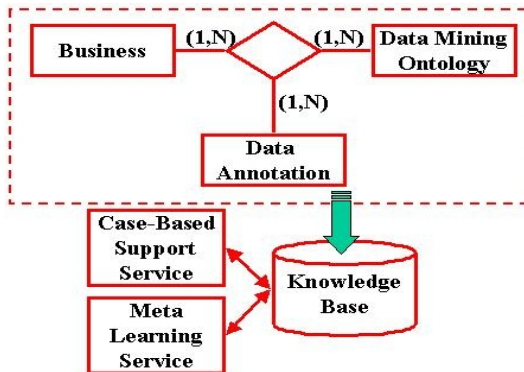 Business
(1,N)
(1,N)
Data Mining
Ontology
(1,N)
Data
Annotation
Case-Based
Support
Service
Knowledge
Base
Meta
Learning
Service